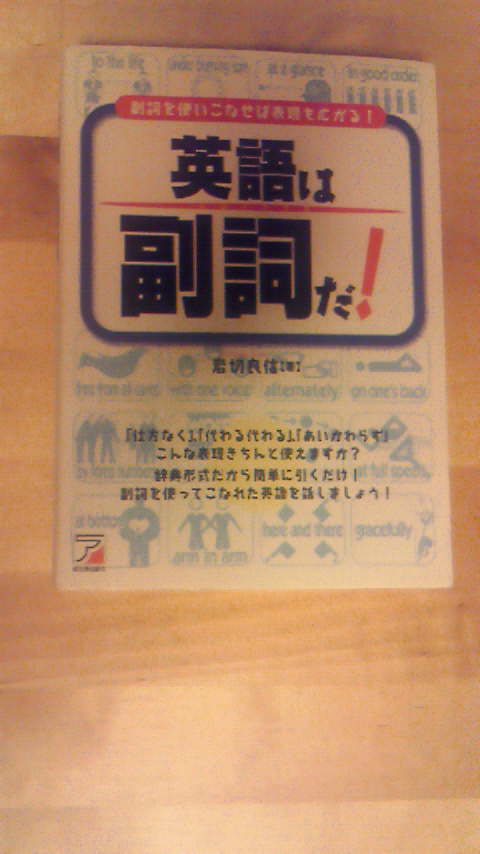 to the life
at a glance
in good order
副詞を使いこなせば表現も広がる！
英語は
副詞だ！
岩切良信[著]
free from all cares
with one voice
alternately
on one's back
「仕方なく」、「代わる代わる」、「あいかわらず」
こんな表現きちんと使えますか？
辞典形式だから簡単に引くだけ！
副詞を使ってこなれた英語を話しましょう！
at full speed
at bottom
arm in arm
here and there
gracefully
ア